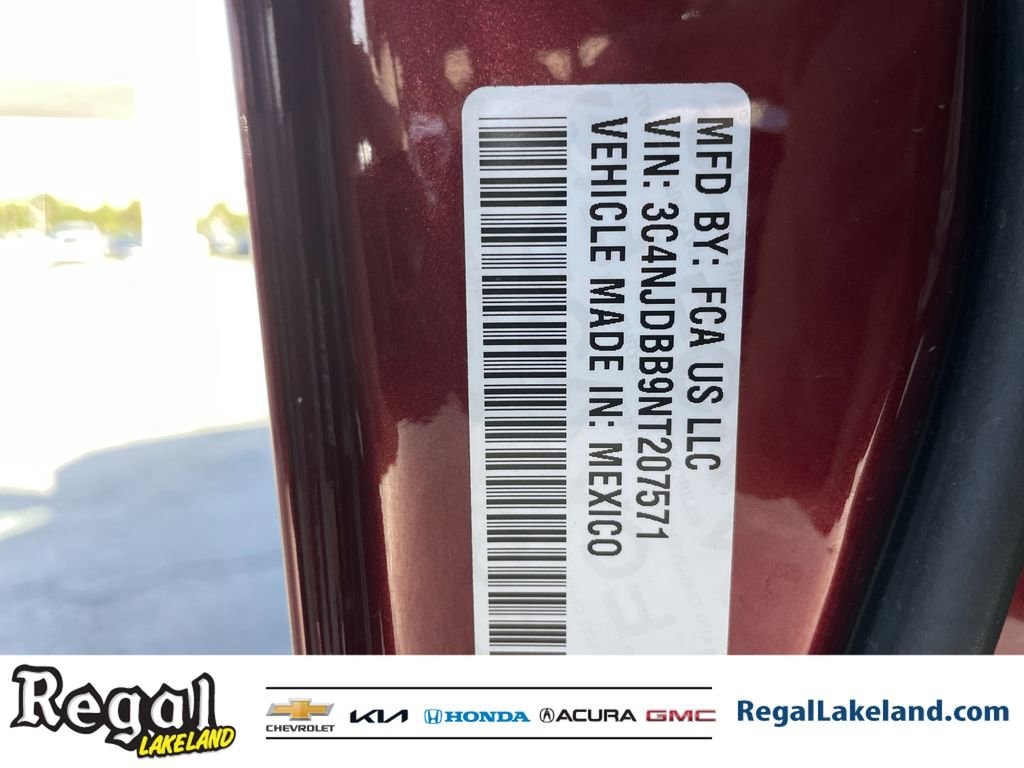 MFD BY: FCA US LLC
VIN: 3C4NJDBB9NT207571
VEHICLE MADE IN: MEXICO
Regal
LAKELAND
CHEVROLET
KIA
HONDA
ACURA
GMC
RegalLakeland.com